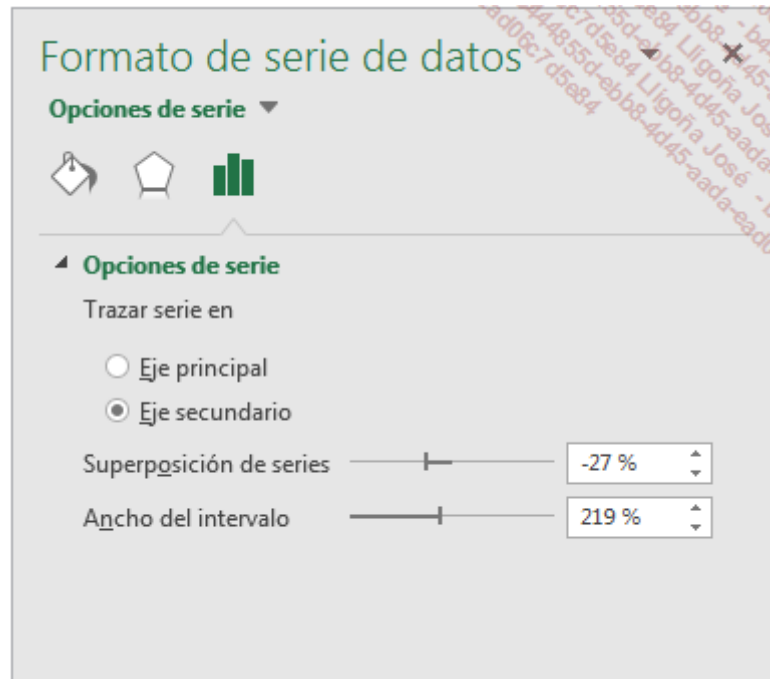 Formato de serie de datos
Opciones de serie
Opciones de serie
Trazar serie en
Eje principal
Eje secundario
Superposición de series -27 %
Ancho del intervalo 219 %